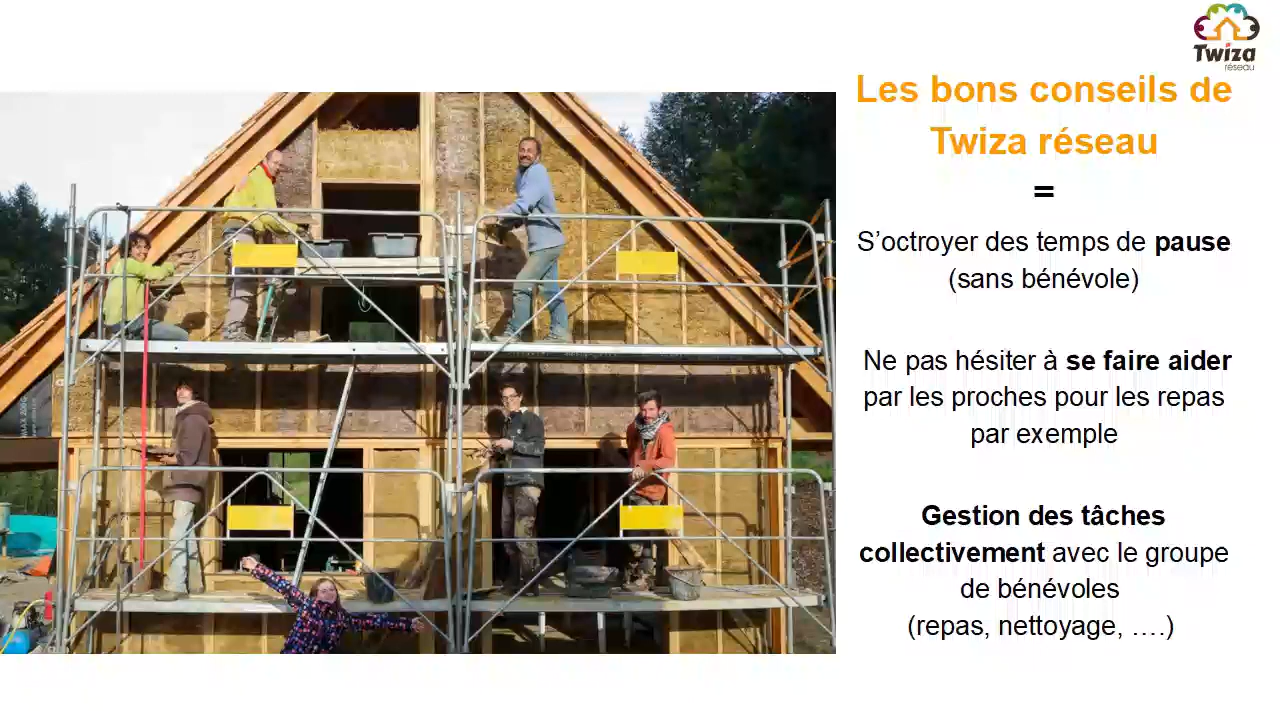 Twiza
réseau
Les bons conseils de
Twiza réseau
=
S’octroyer des temps de pause
(sans bénévole)
Ne pas hésiter à se faire aider
par les proches pour les repas
par exemple
Gestion des tâches
collectivement avec le groupe
de bénévoles
(repas, nettoyage, ….)